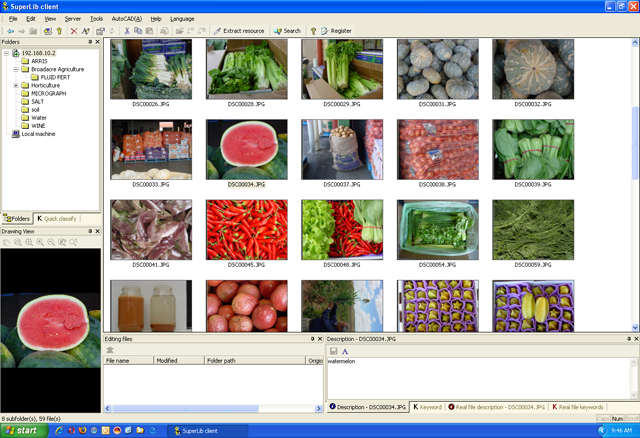 SuperLib client
File Edit View Server Tools AutoCAD(A) Help Language
Extract resource Search Register
Folders
192.168.10.2
ARRIS
Broadacre Agriculture
FLUID FERT
Horticulture
MICROGRAPH
SALT
soil
Water
WINE
Local machine
Folders K Quick classify
Drawing View
DSC00026.JPG DSC00028.JPG DSC00029.JPG DSC00031.JPG DSC00032.JPG
DSC00033.JPG DSC00034.JPG DSC00037.JPG DSC00038.JPG DSC00039.JPG
DSC00041.JPG DSC00045.JPG DSC00048.JPG DSC00054.JPG DSC00059.JPG
Editing files
File name Modified Folder path Origio
Description - DSC00034.JPG
watermelon
Description - DSC00034.JPG K Keyword Real file description - DSC00034.JPG K Real file keywords
8 subfolder(s), 59 file(s)
Caps Num Scroll
start SuperLib client 9:46 AM